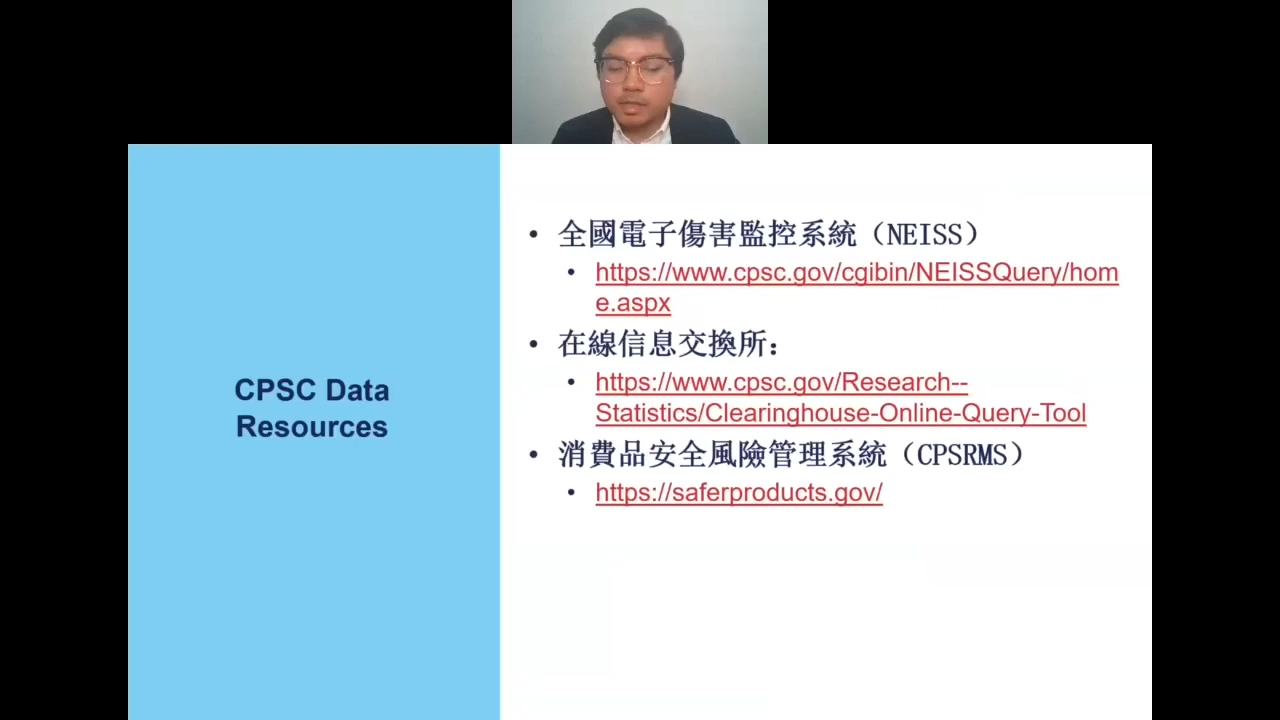 CPSC Data
Resources
• 全國電子傷害監控系統（NEISS）
• https://www.cpsc.gov/cgibin/NEISSQuery/hom
e.aspx
• 在線信息交換所：
• https://www.cpsc.gov/Research--
Statistics/Clearinghouse-Online-Query-Tool
• 消費品安全風險管理系統（CPSRMS）
• https://saferproducts.gov/